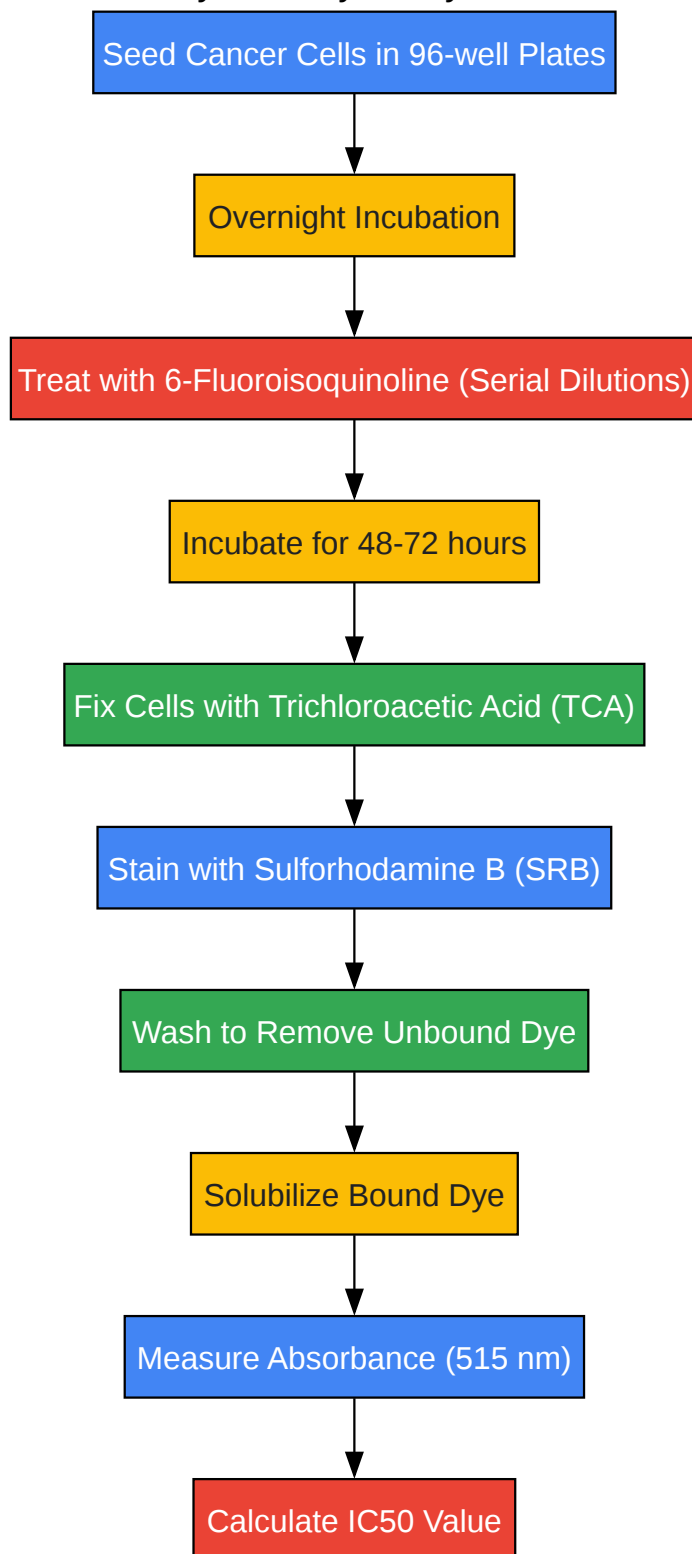 Seed Cancer Cells in 96-well Plates
Overnight Incubation
Treat with 6-Fluoroisoquinoline (Serial Dilutions)
Incubate for 48-72 hours
Fix Cells with Trichloroacetic Acid (TCA)
Stain with Sulforhodamine B (SRB)
Wash to Remove Unbound Dye
Solubilize Bound Dye
Measure Absorbance (515 nm)
Calculate IC50 Value